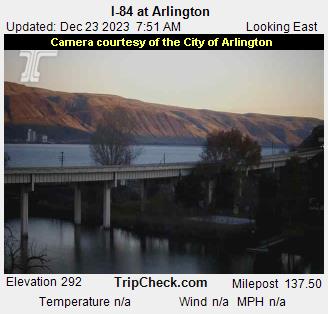 I-84 at Arlington
Updated: Dec 23 2023 7:51 AM Looking East
Camera courtesy of the City of Arlington
Elevation 292 TripCheck.com Milepost 137.50
Temperature n/a Wind n/a MPH n/a